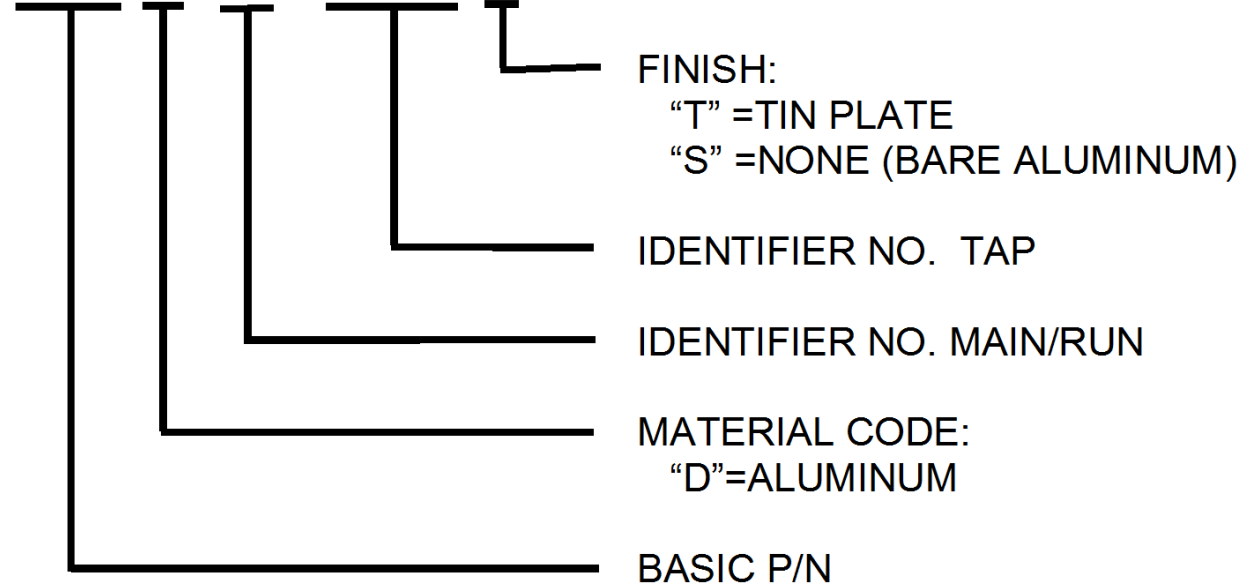 FINISH:
“T” =TIN PLATE
“S” =NONE (BARE ALUMINUM)
IDENTIFIER NO.  TAP
IDENTIFIER NO. MAIN/RUN
MATERIAL CODE:
“D”=ALUMINUM
BASIC P/N